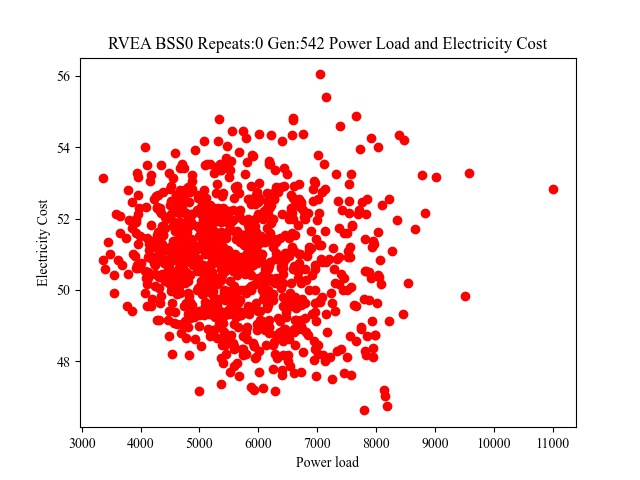 RVEA BSS0 Repeats:0 Gen:542 Power Load and Electricity Cost
56
54
52
50
48
Electricity Cost
3000 4000 5000 6000 7000 8000 9000 10000 11000
Power load